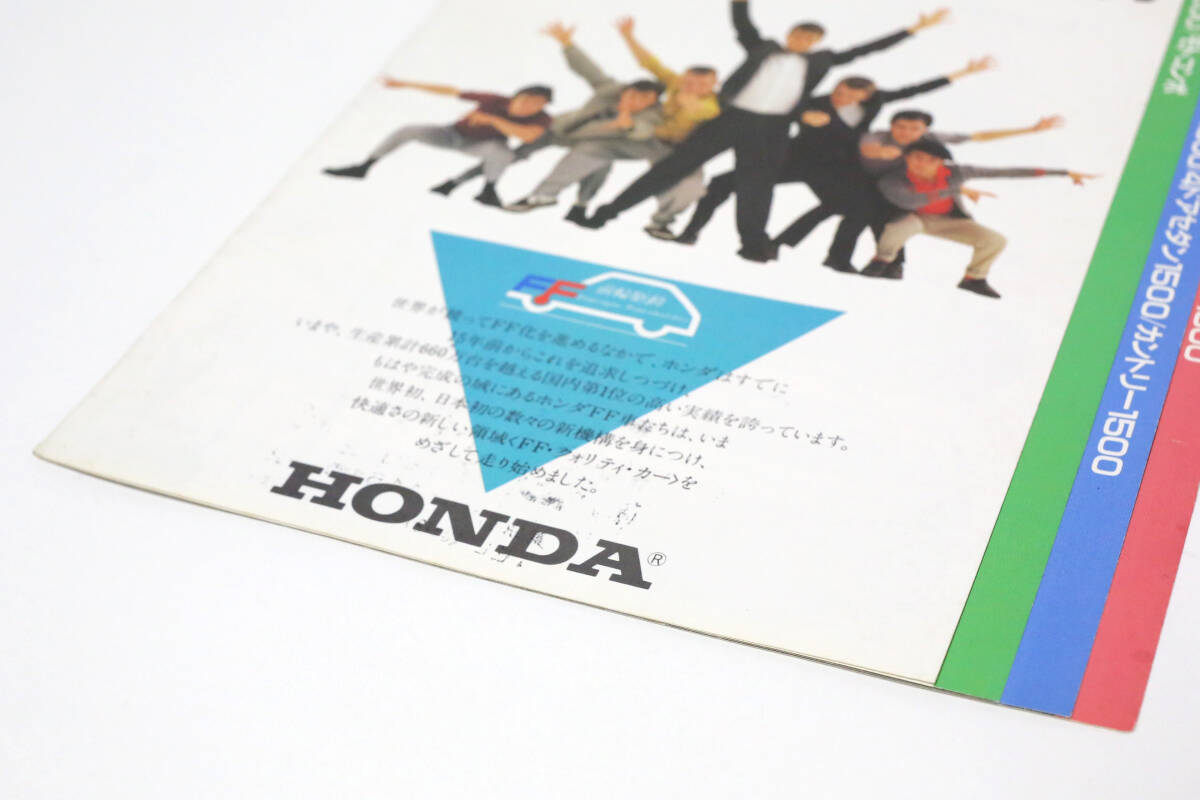 FF 前輪駆動
世界が競ってFF化を進めるなかで、ホンダはすでに
15年前からこれを追求しつづけ、
いまや、生産累計660万台を越える国内第1位の高い実績を誇っています。
もはや完成の域にあるホンダFF車たちは、いま
世界初、日本初の数々の新機構を身につけ、
快適さの新しい領域〈FF・クォリティ・カー〉を
めざして走り始めました。
HONDA®
4ドアセダン1500/カントリー1500